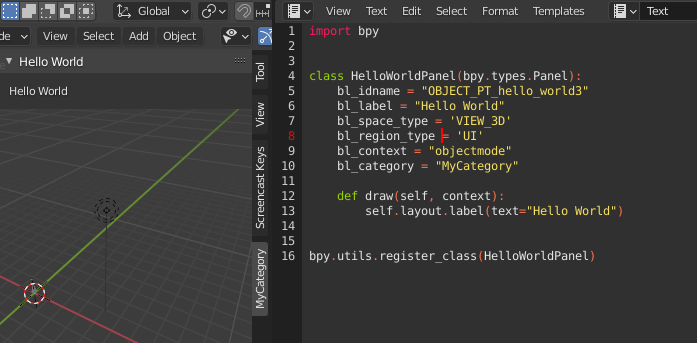 Global
View Text Edit Select Format Templates
Text
de View Select Add Object
Hello World
Hello World
Tool
View
Screencast Keys
MyCategory
1 import bpy
2
3
4 class HelloWorldPanel(bpy.types.Panel):
5     bl_idname = "OBJECT_PT_hello_world3"
6     bl_label = "Hello World"
7     bl_space_type = 'VIEW_3D'
8     bl_region_type = 'UI'
9     bl_context = "objectmode"
10     bl_category = "MyCategory"
11
12     def draw(self, context):
13         self.layout.label(text="Hello World")
14
15
16 bpy.utils.register_class(HelloWorldPanel)